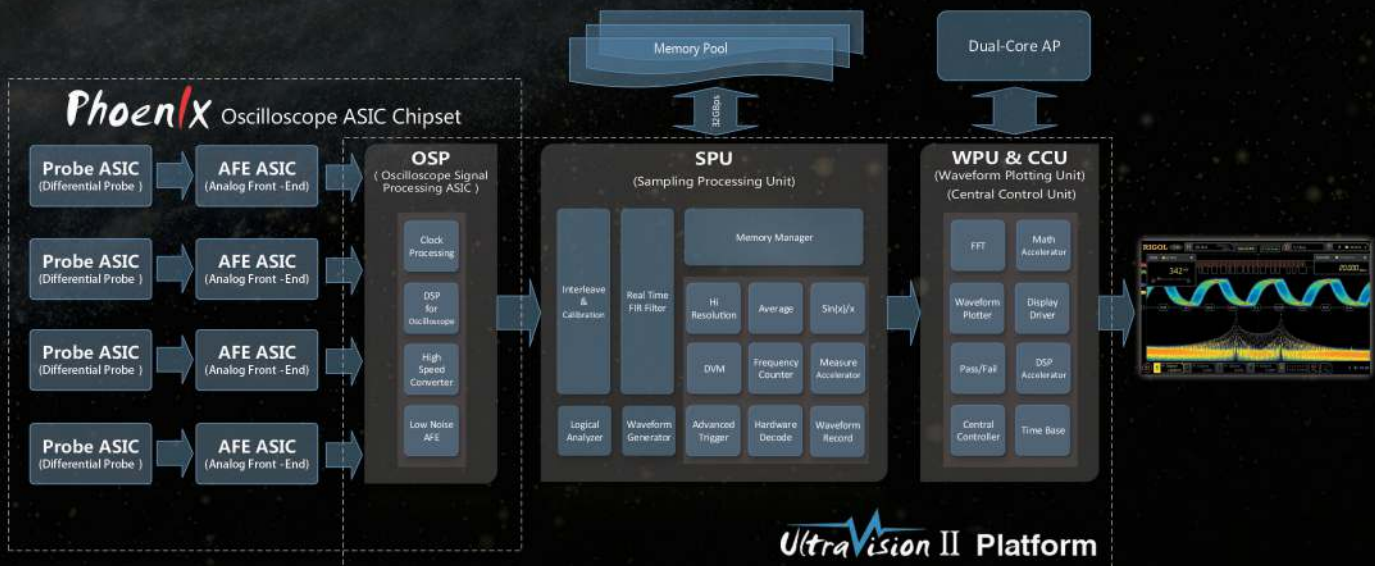 Memory Pool
Dual-Core AP
32GBps
PhoenIx Oscilloscope ASIC Chipset
Probe ASIC
(Differential Probe )
AFE ASIC
(Analog Front -End)
Probe ASIC
(Differential Probe )
AFE ASIC
(Analog Front -End)
Probe ASIC
(Differential Probe )
AFE ASIC
(Analog Front -End)
Probe ASIC
(Differential Probe )
AFE ASIC
(Analog Front -End)
OSP
( Oscilloscope Signal
Processing ASIC )
Clock
Processing
DSP
for
Oscilloscope
High
Speed
Converter
Low Noise
AFE
SPU
(Sampling Processing Unit)
Interleave
&
Calibration
Real Time
FIR Filter
Memory Manager
Hi
Resolution
Average
Sin(x)/x
DVM
Frequency
Counter
Measure
Accelerator
Logical
Analyzer
Waveform
Generator
Advanced
Trigger
Hardware
Decode
Waveform
Record
WPU & CCU
(Waveform Plotting Unit)
(Central Control Unit)
FFT
Math
Accelerator
Waveform
Plotter
Display
Driver
Pass/Fail
DSP
Accelerator
Central
Controller
Time Base
RIGOL
342
20.000
UltraVision II Platform